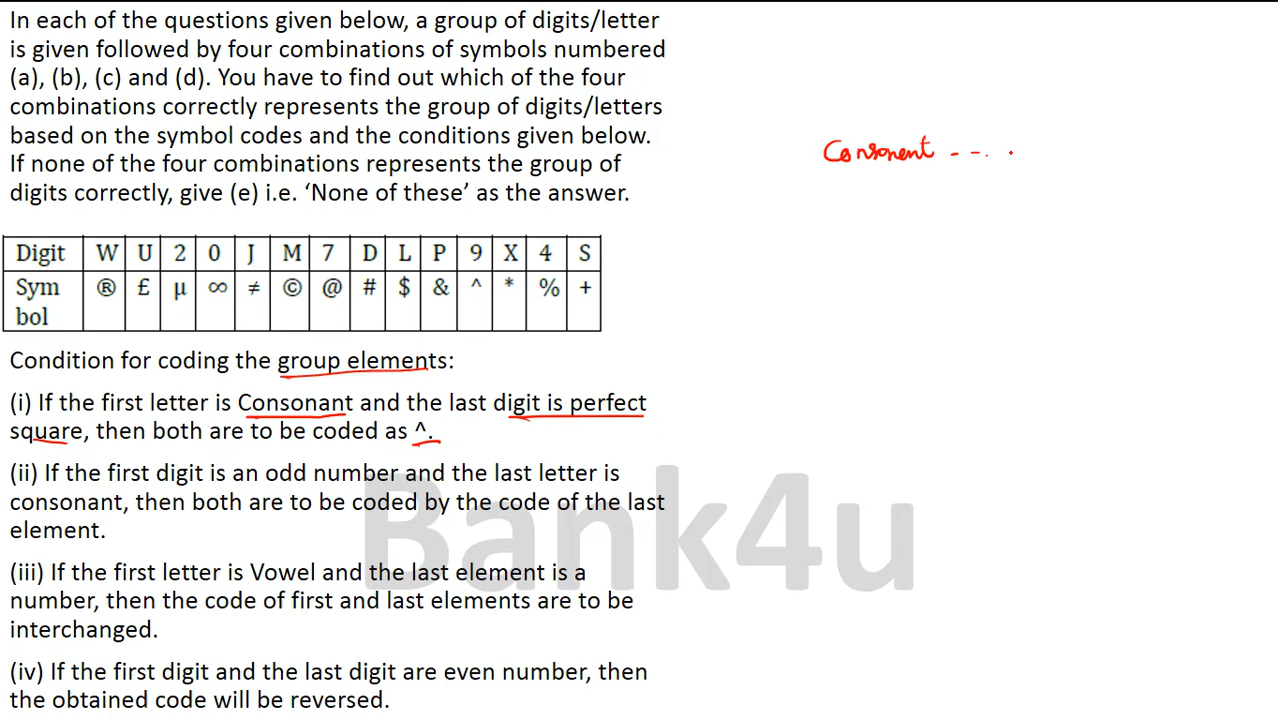 In each of the questions given below, a group of digits/letter
is given followed by four combinations of symbols numbered
(a), (b), (c) and (d). You have to find out which of the four
combinations correctly represents the group of digits/letters
based on the symbol codes and the conditions given below.
If none of the four combinations represents the group of
digits correctly, give (e) i.e. ‘None of these’ as the answer.
Consonent - - . .
Digit W U 2 0 J M 7 D L P 9 X 4 S
Sym ® £ µ ∞ ≠ © @ # $ & ^ * % +
bol
Condition for coding the group elements:
(i) If the first letter is Consonant and the last digit is perfect
square, then both are to be coded as ^.
(ii) If the first digit is an odd number and the last letter is
consonant, then both are to be coded by the code of the last
element.
(iii) If the first letter is Vowel and the last element is a
number, then the code of first and last elements are to be
interchanged.
(iv) If the first digit and the last digit are even number, then
the obtained code will be reversed.
Bank4u